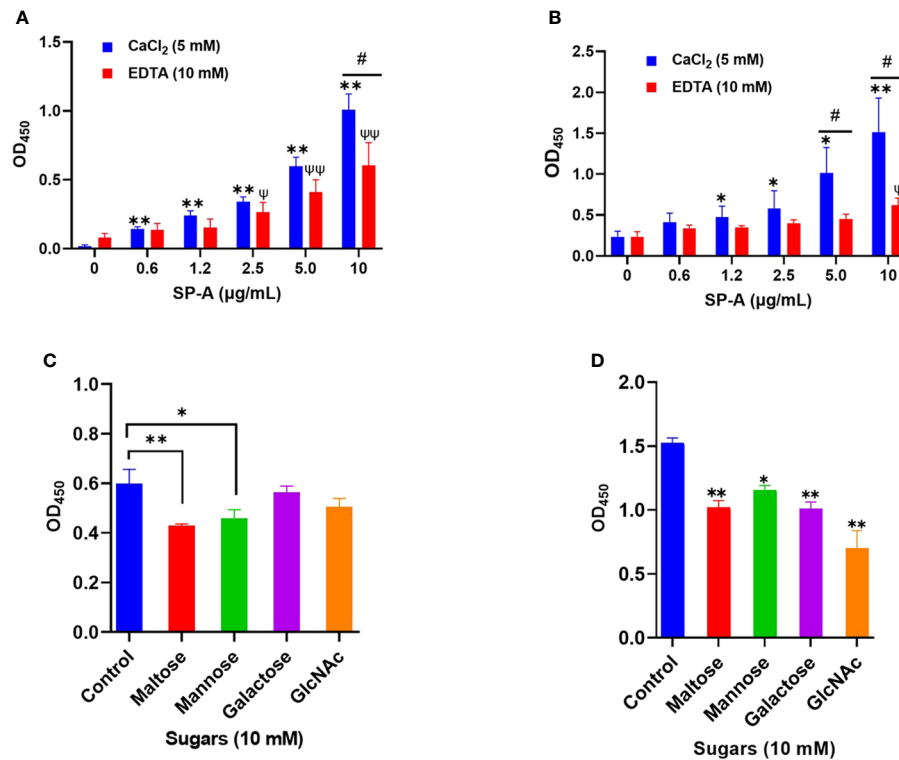 A
CaCl₂ (5 mM)
EDTA (10 mM)
OD₄₅₀
1.5
1.0
0.5
0.0
**
**
**
ψ
**
ψψ
#
**
ψψ
0 0.6 1.2 2.5 5.0 10
SP-A (µg/mL)
B
CaCl₂ (5 mM)
EDTA (10 mM)
OD₄₅₀
2.5
2.0
1.5
1.0
0.5
0.0
*
*
#
*
#
**
0 0.6 1.2 2.5 5.0 10
SP-A (µg/mL)
C
OD₄₅₀
1.0
0.8
0.6
0.4
0.2
0.0
*
**
Control Maltose Mannose Galactose GlcNAc
Sugars (10 mM)
D
OD₄₅₀
2.0
1.5
1.0
0.5
0.0
**
*
**
**
Control Maltose Mannose Galactose GlcNAc
Sugars (10 mM)